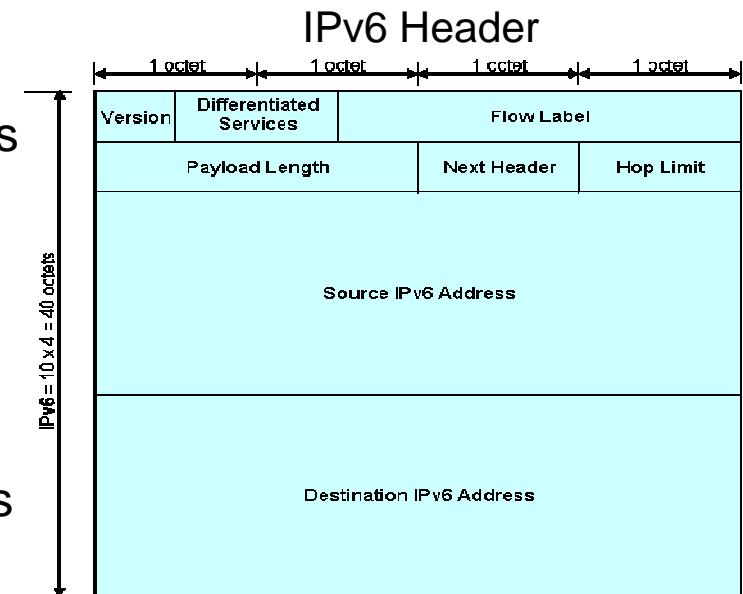 IPv6 Header
1 octet 1 octet 1 octet 1 octet
Version
Differentiated
Services
Flow Label
s
Payload Length Next Header Hop Limit
Source IPv6 Address
IPv6 = 10 x 4 = 40 octets
s
Destination IPv6 Address